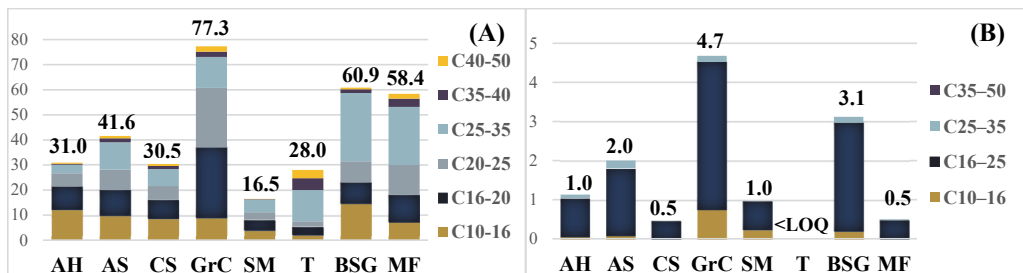 (A)
80
70
60
50
40
30
20
10
0
31.0
41.6
30.5
77.3
16.5
28.0
60.9
58.4
AH AS CS GrC SM T BSG MF
C40-50
C35-40
C25-35
C20-25
C16-20
C10-16
(B)
5
4
3
2
1
0
1.0
2.0
0.5
4.7
1.0
<LOQ
3.1
0.5
AH AS CS GrC SM T BSG MF
C35–50
C25–35
C16–25
C10–16